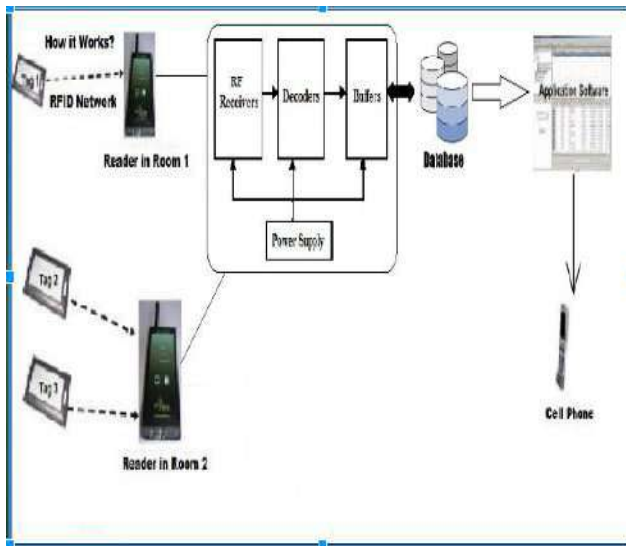 How it Works?
Tag 1
RFID Network
Reader in Room 1
RF
Receivers
Decoders
Buffers
Power Supply
Database
Application Software
Tag 2
Tag 3
Reader in Room 2
Cell Phone